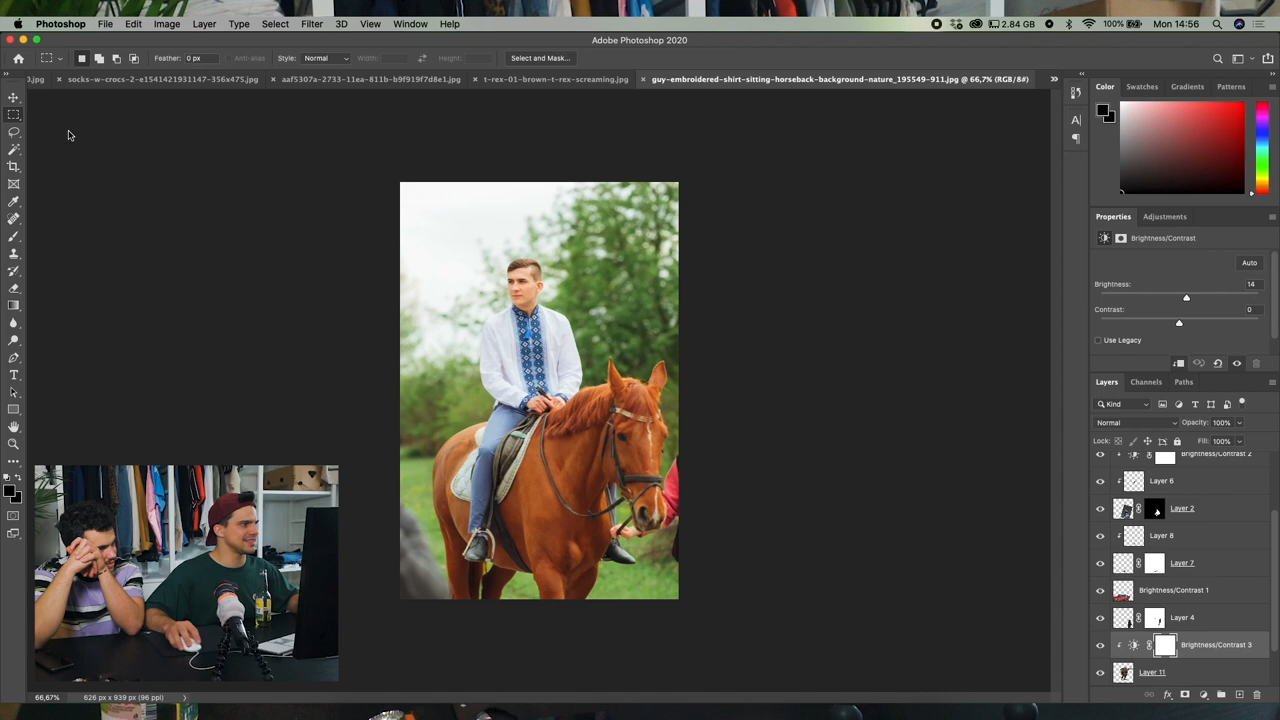 Photoshop File Edit Image Layer Type Select Filter 3D View Window Help 2.84 GB 100% Mon 14:56
Adobe Photoshop 2020
Feather: 0 px Anti-alias Style: Normal Width: Height: Select and Mask...
0.jpg socks-w-crocs-2-e1541421931147-356x475.jpg aaf5307a-2733-11ea-811b-b9f919f7d8e1.jpg t-rex-01-brown-t-rex-screaming.jpg guy-embroidered-shirt-sitting-horseback-background-nature_195549-911.jpg @ 66,7% (RGB/8#)
Color Swatches Gradients Patterns
Properties Adjustments
Brightness/Contrast
Auto
Brightness: 14
Contrast: 0
Use Legacy
Layers Channels Paths
Kind
Normal Opacity: 100%
Lock: Fill: 100%
Brightness/Contrast 2
Layer 6
Layer 2
Layer 8
Layer 7
Brightness/Contrast 1
Layer 4
Brightness/Contrast 3
Layer 11
66,67% 626 px x 939 px (96 ppi)